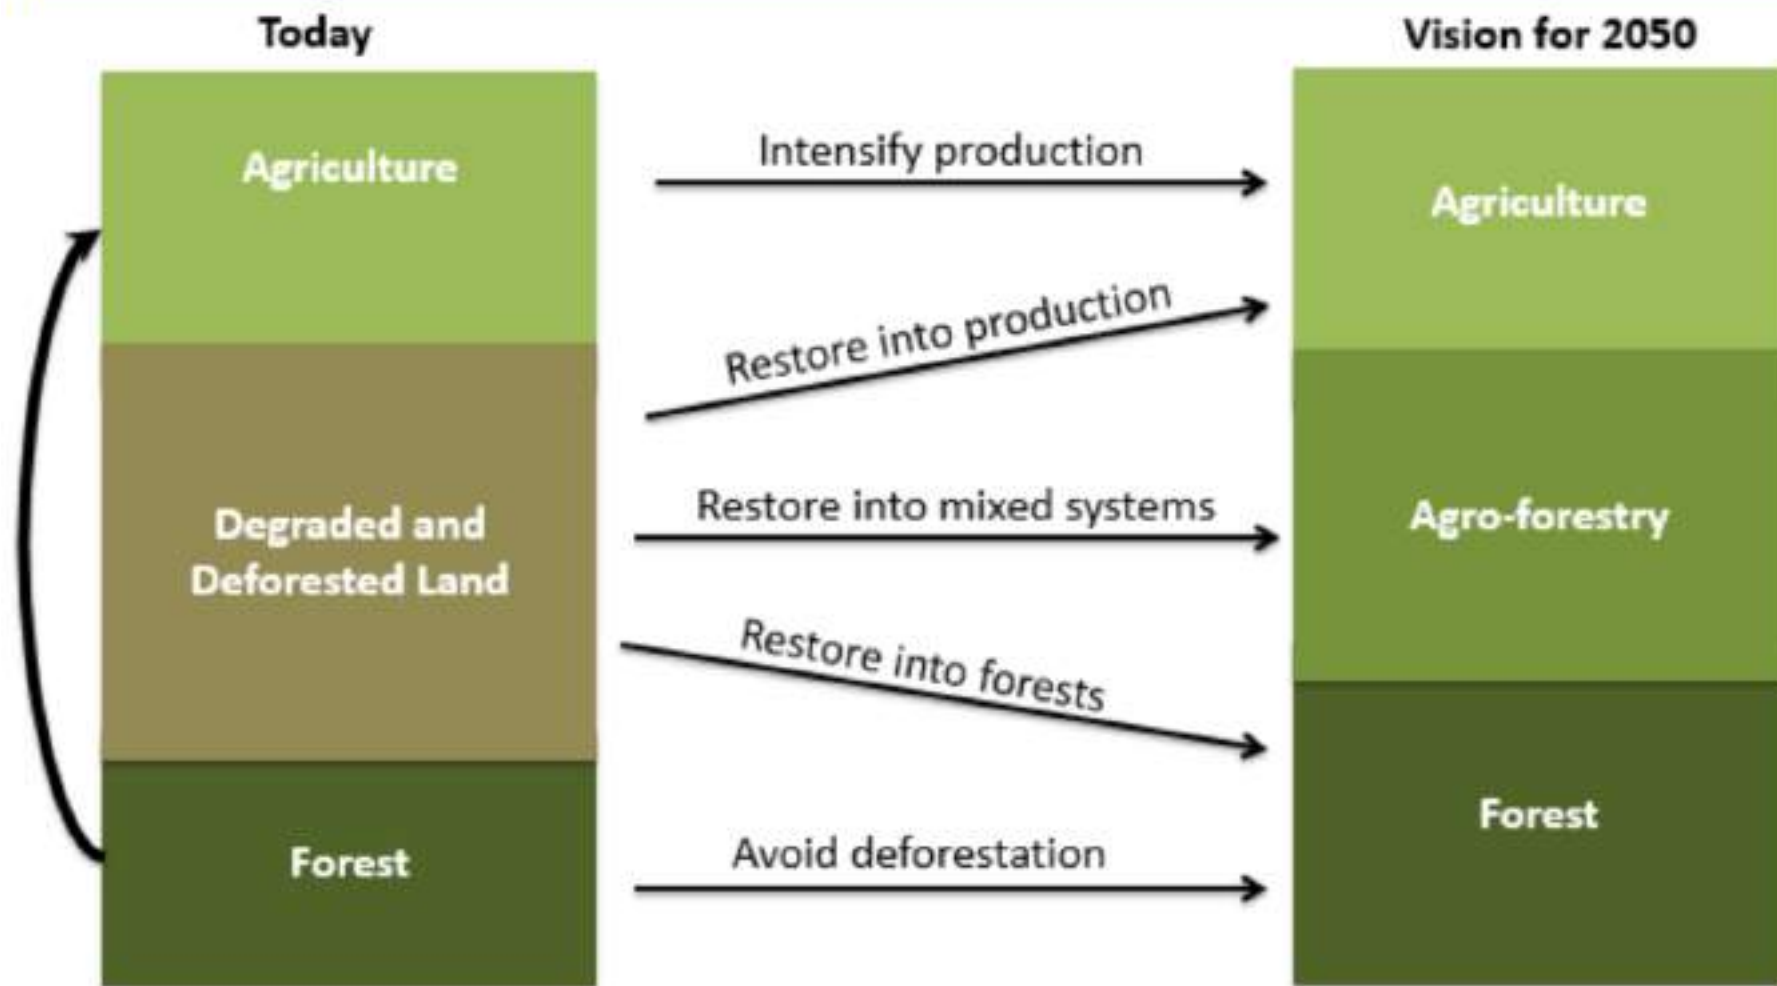 Today
Vision for 2050
Agriculture
Intensify production
Agriculture
Restore into production
Degraded and
Deforested Land
Restore into mixed systems
Agro-forestry
Restore into forests
Forest
Avoid deforestation
Forest